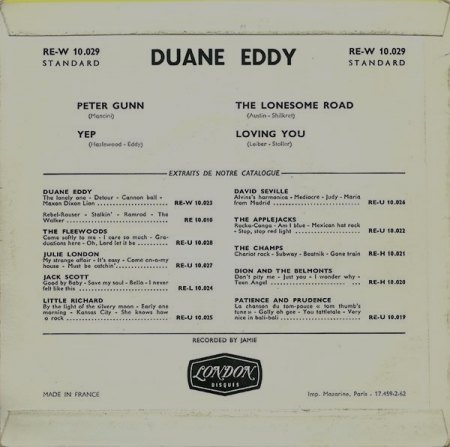 RE-W 10.029 DUANE EDDY RE-W 10.029
STANDARD STANDARD
PETER GUNN
(Mancini)
THE LONESOME ROAD
(Austin - Shilkret)
YEP
(Hazlewood - Eddy)
LOVING YOU
(Leiber - Stoller)
EXTRAITS DE NOTRE CATALOGUE
DUANE EDDY
The lonely one - Detour - Cannon ball -
Mason Dixon Lion RE-W 10.023
Rebel-Rouser - Stalkin' - Ramrod - The
Walker RE 10.010
THE FLEEWOODS
Come softly to me - I care so much - Gra-
duations here - Oh, Lord let it be RE-U 10.028
JULIE LONDON
My strange affair - It's easy - Come on-a-my
house - Must be catchin' RE-U 10.027
JACK SCOTT
Good by Baby - Save my soul - Bella - I never
felt like this RE-L 10.024
LITTLE RICHARD
By the light of the silvery moon - Early one
morning - Kansas City - She knows how
a rock RE-U 10.025
DAVID SEVILLE
Alvins's harmonica - Mediocre - Judy - Maria
from Madrid RE-U 10.026
THE APPLEJACKS
Rocka-Conga - Am I blue - Mexican hat rock
- Stop, stop red light RE-U 10.022
THE CHAMPS
Chariot rock - Subway - Beatnik - Gone train
RE-H 10.021
DION AND THE BELMONTS
Don't pity me - Just you - I wonder why -
Teen Angel RE-H 10.020
PATIENCE AND PRUDENCE
La chanson du tom-pouce « tom thumb's
tune » - Golly oh gee - You tattletale - Very
nice in bali-bali RE-U 10.019
RECORDED BY JAMIE
LONDON
DISQUES
MADE IN FRANCE
Imp. Mazarine, Paris - 17.459-2-62